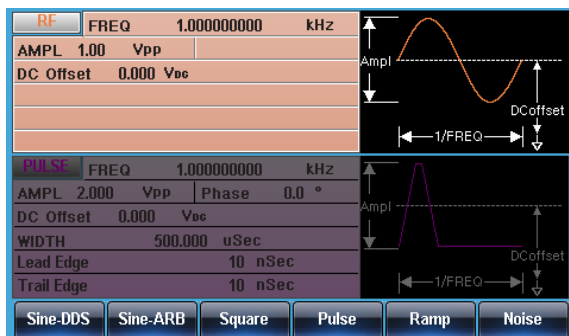 RF FREQ 1.000000000 kHz
AMPL 1.00 Vpp
DC Offset 0.000 VDC
Ampl
DCoffset
1/FREQ
PULSE FREQ 1.000000000 kHz
AMPL 2.000 Vpp Phase 0.0 °
DC Offset 0.000 VDC
WIDTH 500.000 uSec
Lead Edge 10 nSec
Trail Edge 10 nSec
Ampl
DCoffset
1/FREQ
Sine-DDS Sine-ARB Square Pulse Ramp Noise